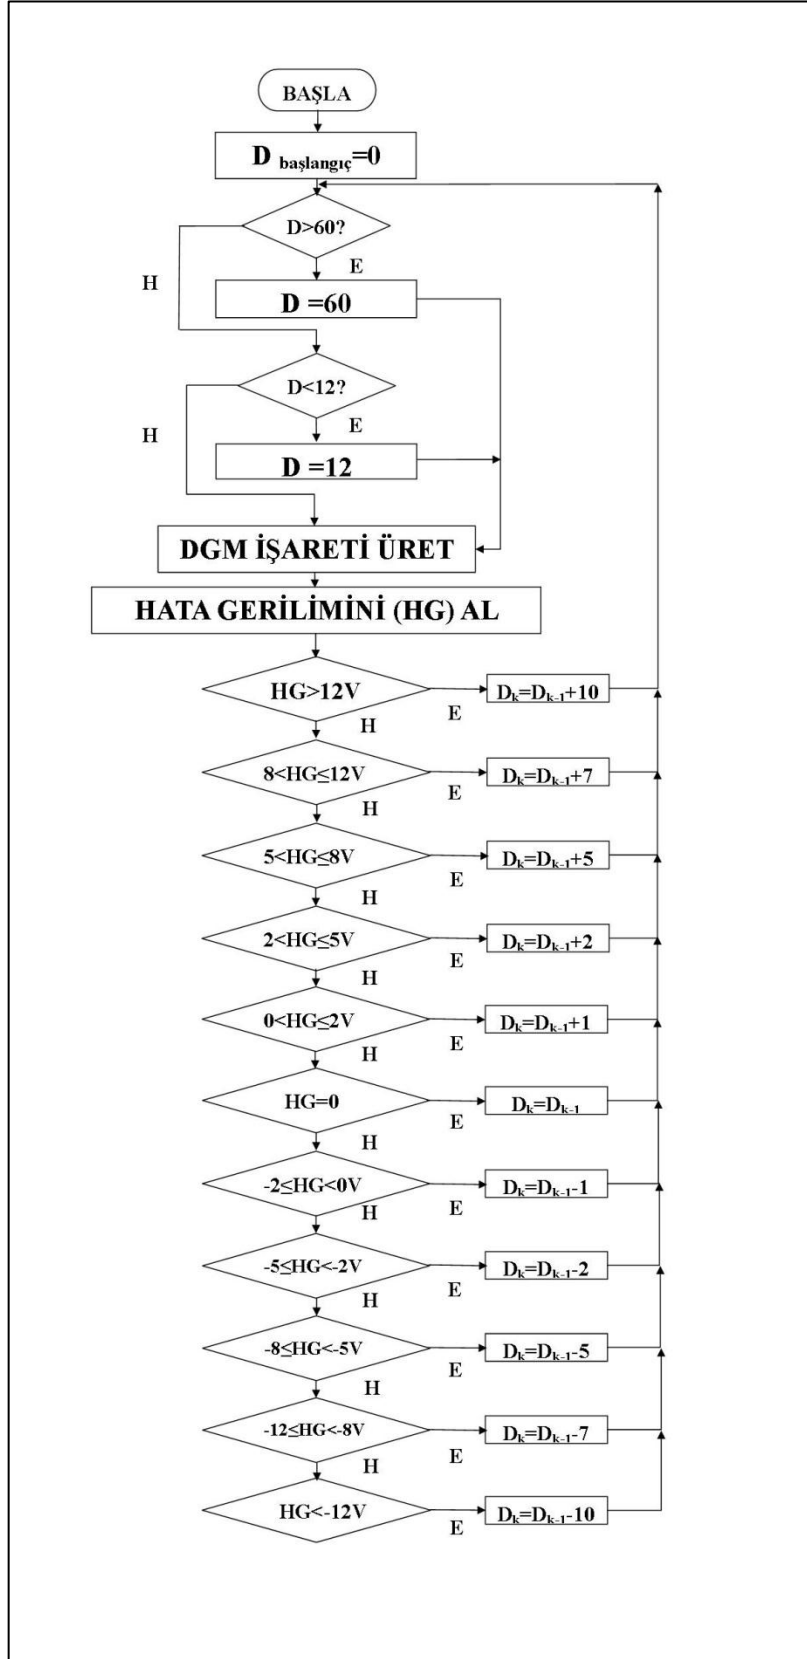 BAŞLA
D başlangıç=0
D>60?
E
H
D =60
D<12?
E
H
D =12
DGM İŞARETİ ÜRET
HATA GERİLİMİNİ (HG) AL
HG>12V
E
Dk=Dk-1+10
H
8<HG≤12V
E
Dk=Dk-1+7
H
5<HG≤8V
E
Dk=Dk-1+5
H
2<HG≤5V
E
Dk=Dk-1+2
H
0<HG≤2V
E
Dk=Dk-1+1
H
HG=0
E
Dk=Dk-1
H
-2≤HG<0V
E
Dk=Dk-1-1
H
-5≤HG<-2V
E
Dk=Dk-1-2
H
-8≤HG<-5V
E
Dk=Dk-1-5
H
-12≤HG<-8V
E
Dk=Dk-1-7
H
HG<-12V
E
Dk=Dk-1-10